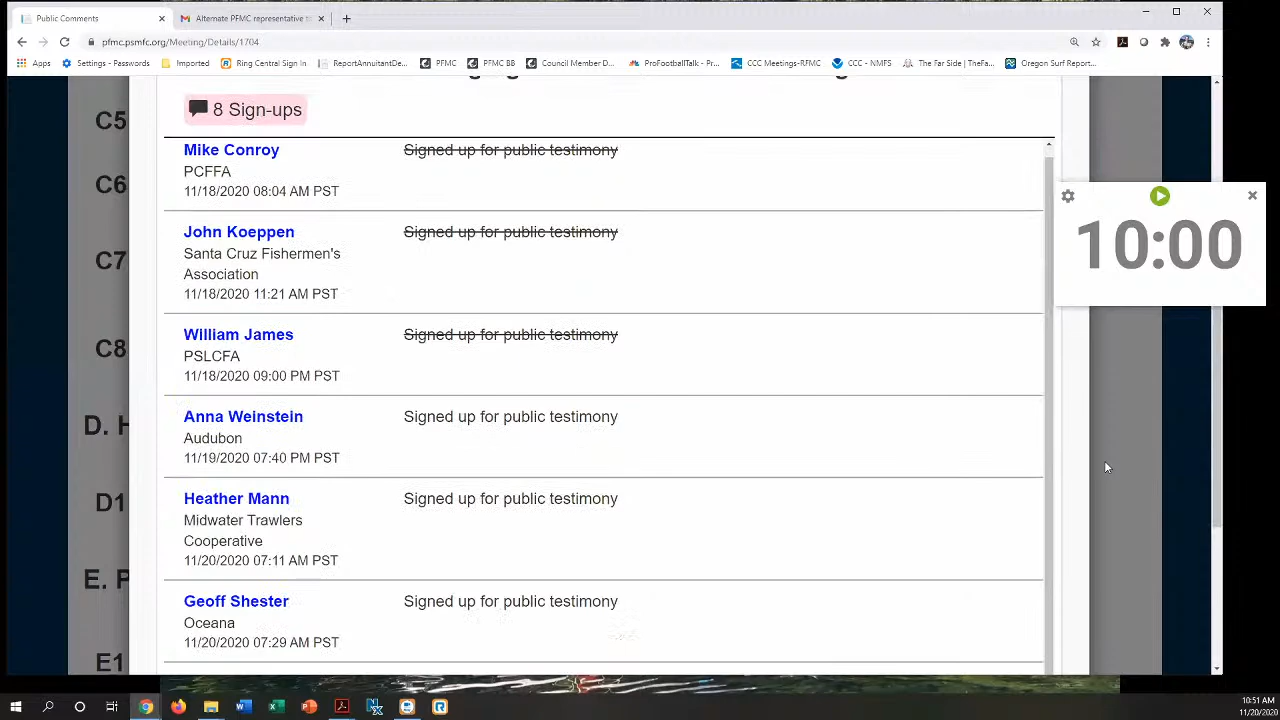 Public Comments
Alternate PFMC representative t
pfmc.psmfc.org/Meeting/Details/1704
Apps
Settings - Passwords
Imported
Ring Central Sign In
ReportAnnuitantDe...
PFMC
PFMC BB
Council Member D...
ProFootballTalk - Pr...
CCC Meetings-RFMC
CCC - NMFS
The Far Side | TheFa...
Oregon Surf Report...
8 Sign-ups
Mike Conroy Signed up for public testimony
PCFFA
11/18/2020 08:04 AM PST
John Koeppen Signed up for public testimony
Santa Cruz Fishermen's
Association
11/18/2020 11:21 AM PST
William James Signed up for public testimony
PSLCFA
11/18/2020 09:00 PM PST
Anna Weinstein Signed up for public testimony
Audubon
11/19/2020 07:40 PM PST
Heather Mann Signed up for public testimony
Midwater Trawlers
Cooperative
11/20/2020 07:11 AM PST
Geoff Shester Signed up for public testimony
Oceana
11/20/2020 07:29 AM PST
C5
C6
C7
C8
D. H
D1
E. P
E1
10:00
10:51 AM
11/20/2020